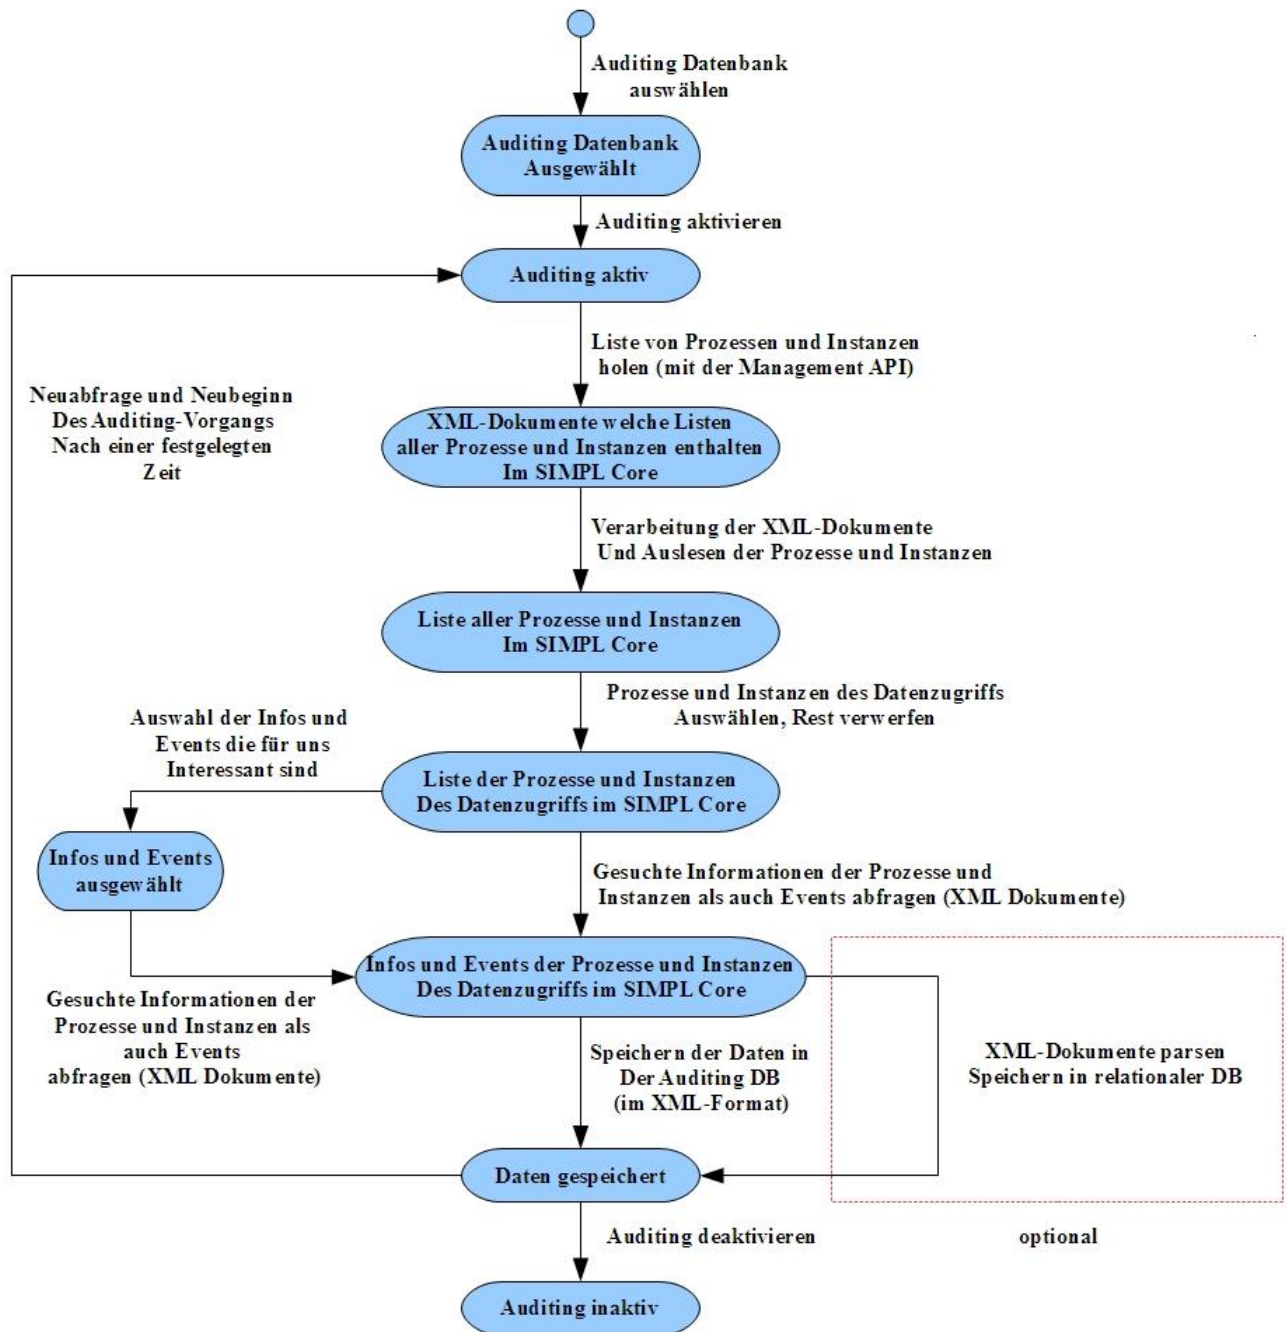 Auditing Datenbank
auswählen
Auditing Datenbank
Ausgewählt
Auditing aktivieren
Auditing aktiv
Liste von Prozessen und Instanzen
holen (mit der Management API)
Neuabfrage und Neubeginn
Des Auditing-Vorgangs
Nach einer festgelegten
Zeit
XML-Dokumente welche Listen
aller Prozesse und Instanzen enthalten
Im SIMPL Core
Verarbeitung der XML-Dokumente
Und Auslesen der Prozesse und Instanzen
Liste aller Prozesse und Instanzen
Im SIMPL Core
Prozesse und Instanzen des Datenzugriffs
Auswählen, Rest verwerfen
Auswahl der Infos und
Events die für uns
Interessant sind
Liste der Prozesse und Instanzen
Des Datenzugriffs im SIMPL Core
Infos und Events
ausgewählt
Gesuchte Informationen der Prozesse und
Instanzen als auch Events abfragen (XML Dokumente)
Infos und Events der Prozesse und Instanzen
Des Datenzugriffs im SIMPL Core
Gesuchte Informationen der
Prozesse und Instanzen als
auch Events
abfragen (XML Dokumente)
Speichern der Daten in
Der Auditing DB
(im XML-Format)
XML-Dokumente parsen
Speichern in relationaler DB
Daten gespeichert
Auditing deaktivieren
optional
Auditing inaktiv